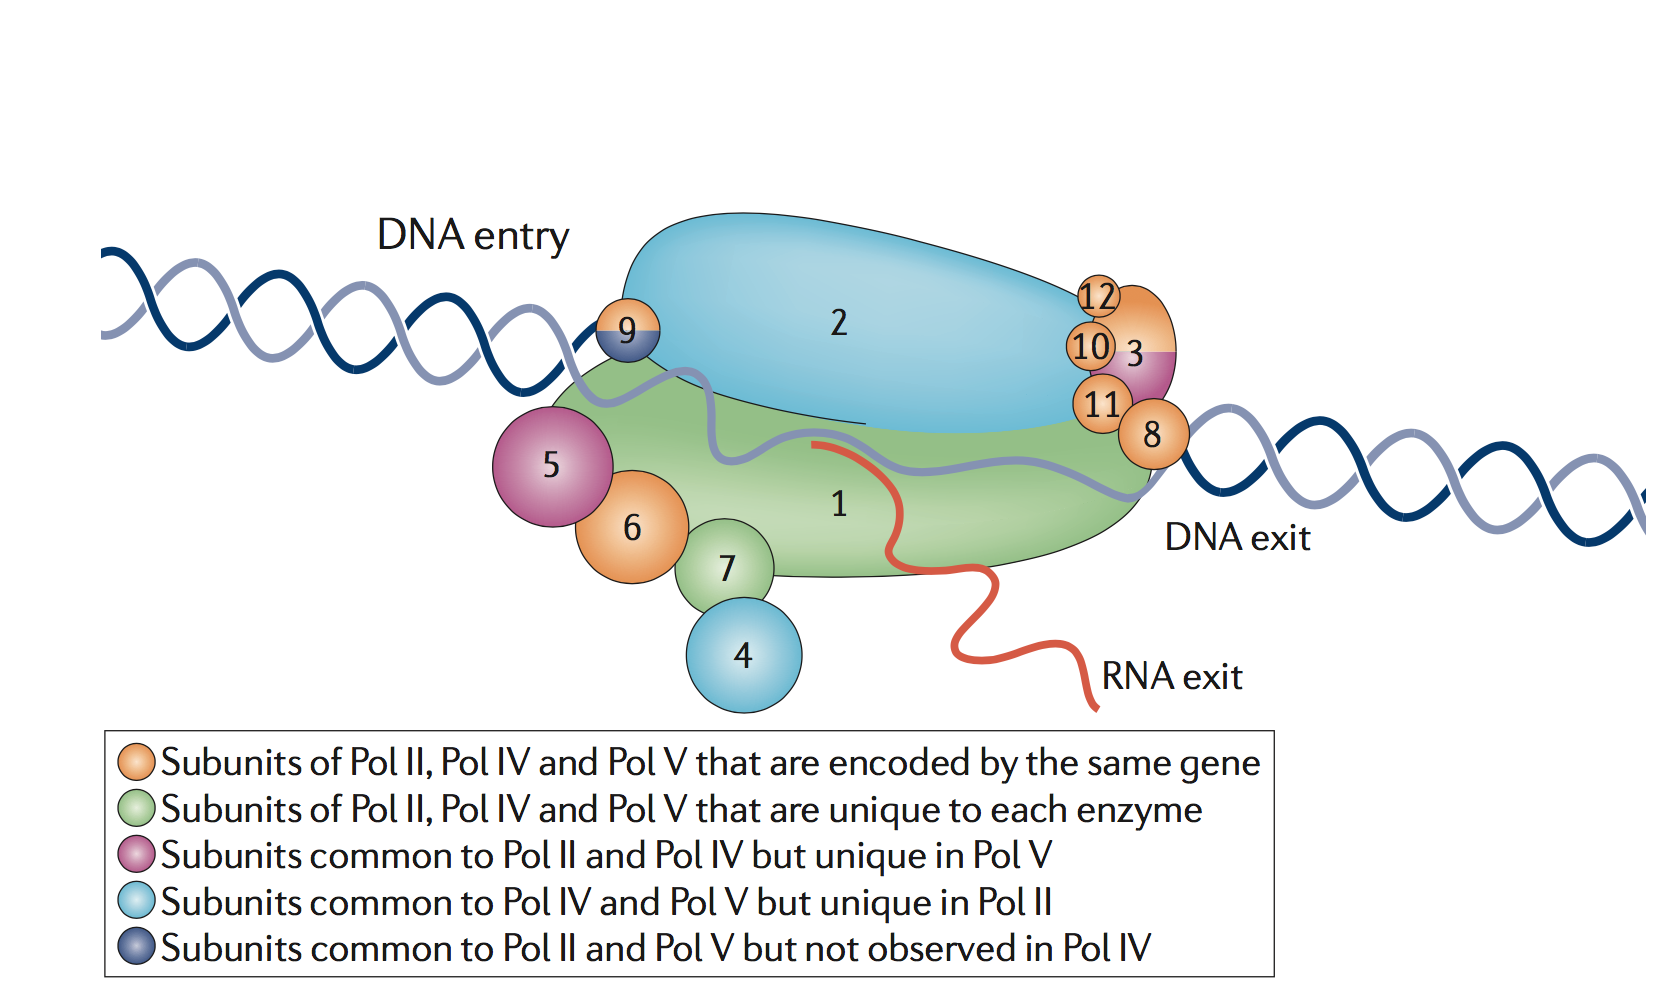 DNA entry
2
12
9
10
3
11
8
5
1
6
DNA exit
7
4
RNA exit
Subunits of Pol II, Pol IV and Pol V that are encoded by the same gene
Subunits of Pol II, Pol IV and Pol V that are unique to each enzyme
Subunits common to Pol II and Pol IV but unique in Pol V
Subunits common to Pol IV and Pol V but unique in Pol II
Subunits common to Pol II and Pol V but not observed in Pol IV